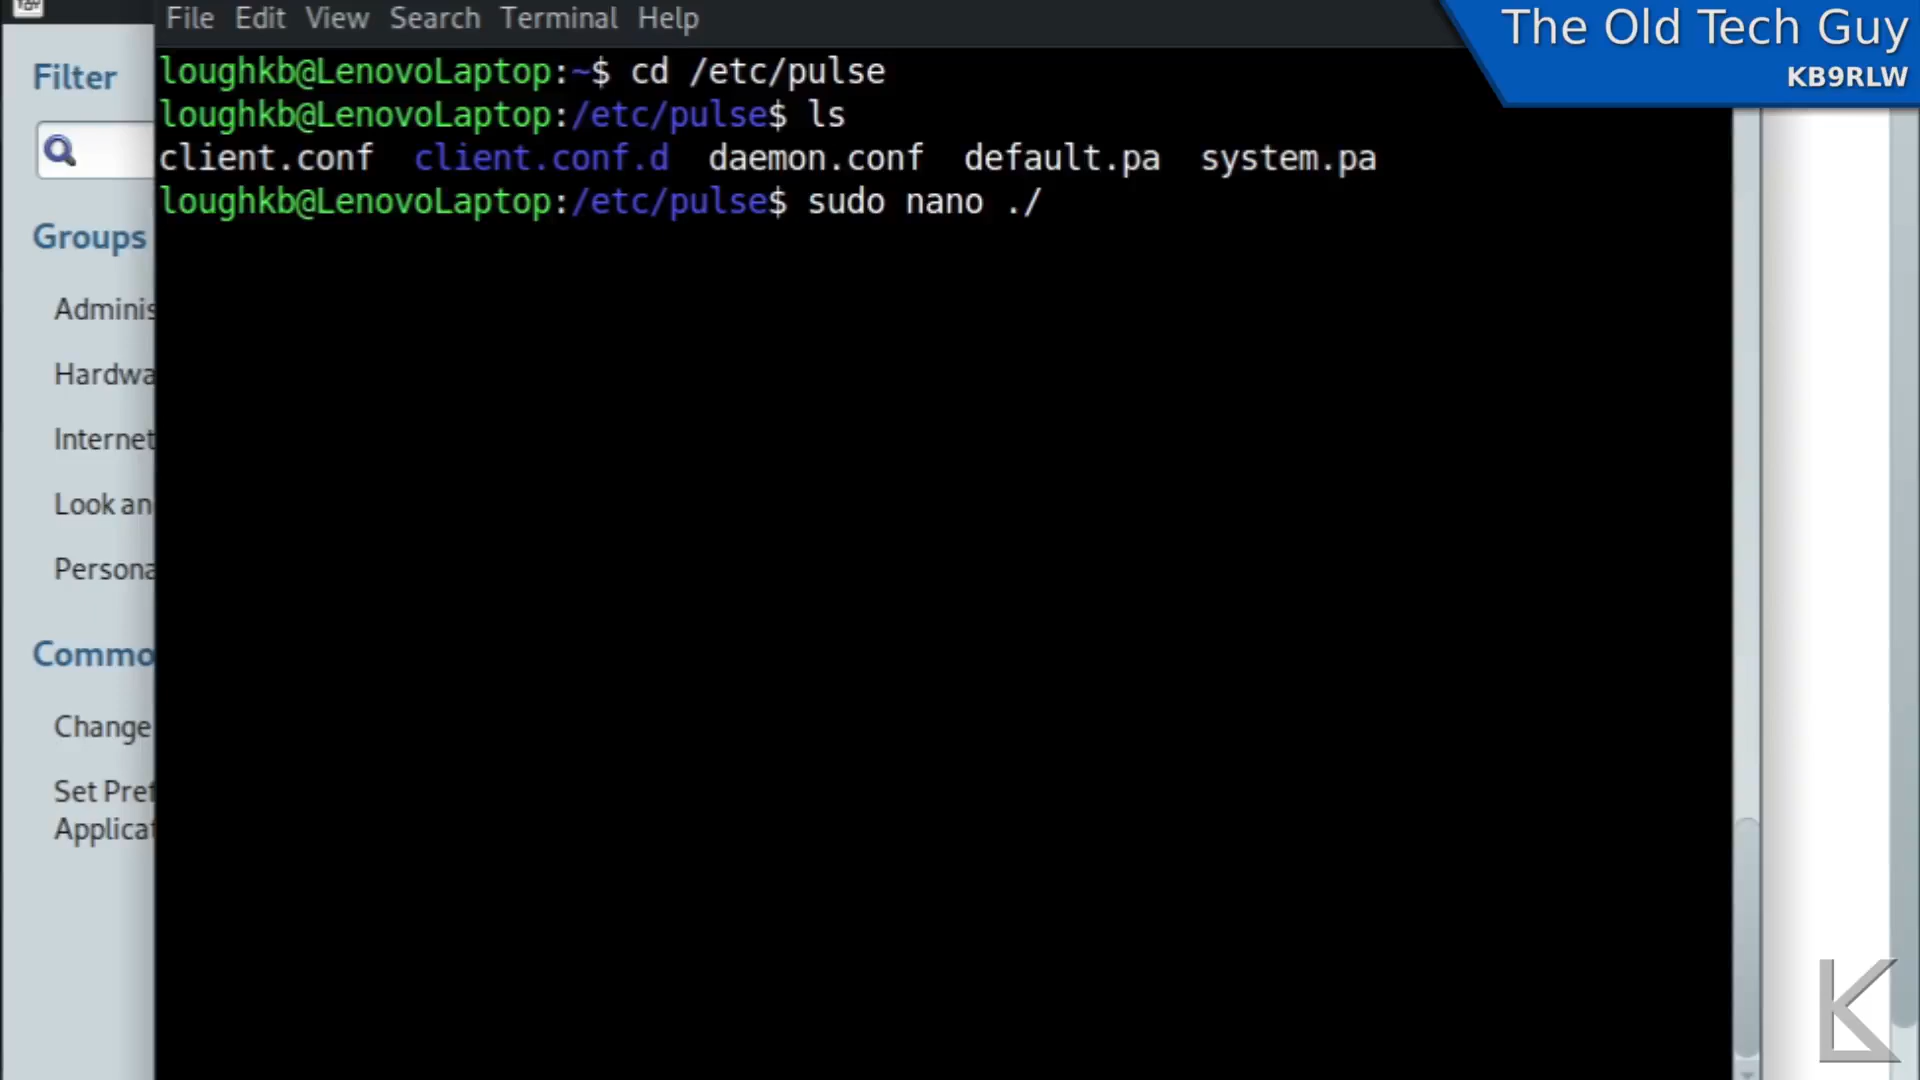 File Edit View Search Terminal Help
The Old Tech Guy
KB9RLW
loughkb@LenovoLaptop:~$ cd /etc/pulse
loughkb@LenovoLaptop:/etc/pulse$ ls
client.conf client.conf.d daemon.conf default.pa system.pa
loughkb@LenovoLaptop:/etc/pulse$ sudo nano ./
Filter
Groups
Adminis
Hardwa
Internet
Look an
Persona
Commo
Change
Set Pref
Applicat
K